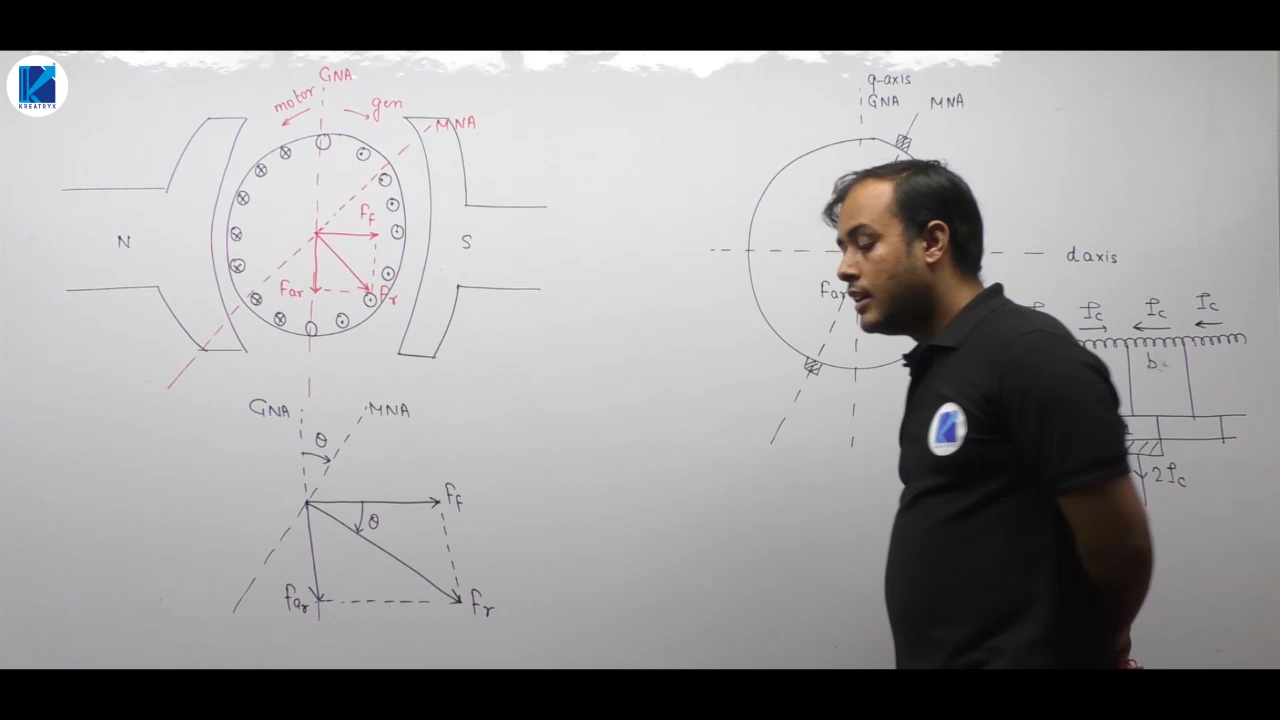 KREATRYX
GNA
motor
gen
MNA
N
S
Ff
Far
Fr
GNA
MNA
θ
Ff
θ
Far
Fr
q-axis
GNA
MNA
d axis
Far
Ic
Ic
Ic
b
2Ic